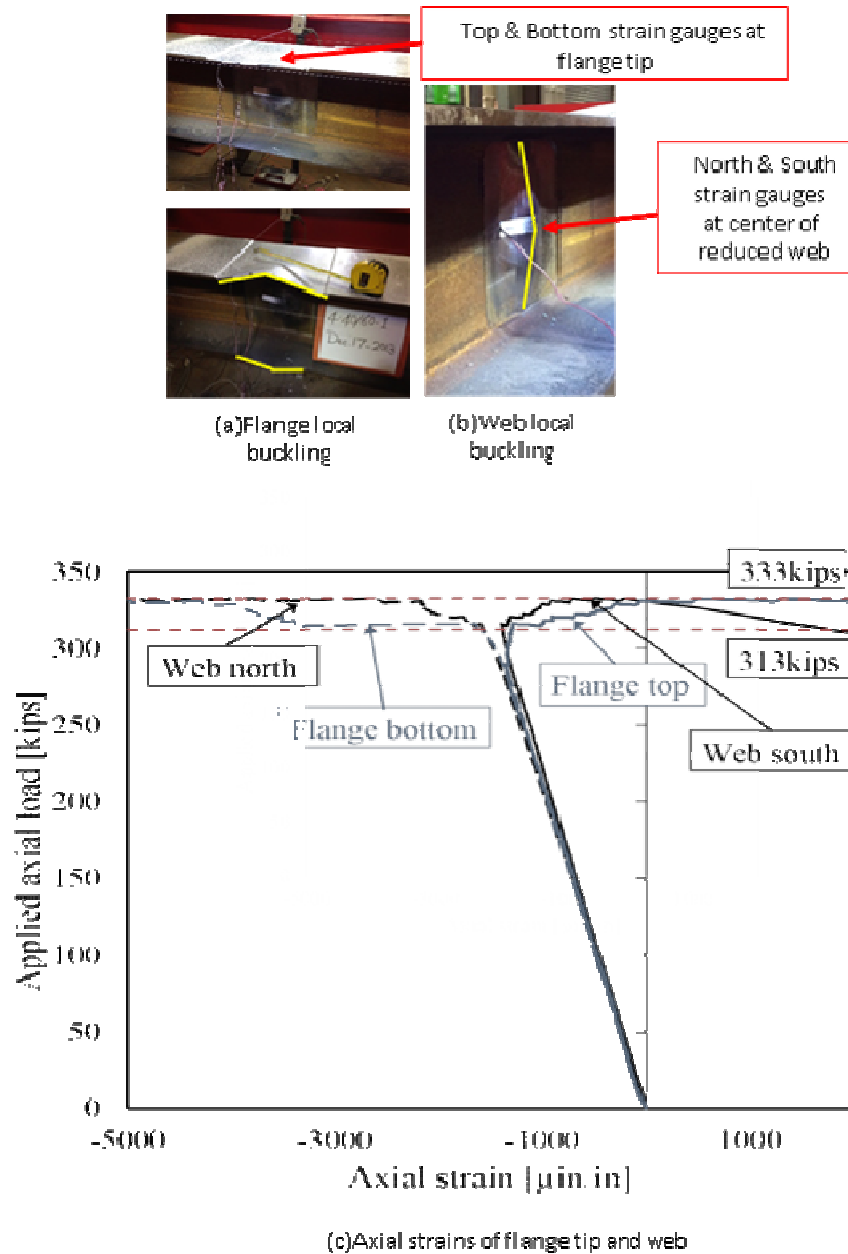 Top & Bottom strain gauges at
flange tip
North & South
strain gauges
at center of
reduced web
(a)Flange local
buckling
(b)Web local
buckling
350
300
250
200
150
100
50
0
Applied axial load [kips]
333kips
313kips
Web north
Flange top
Flange bottom
Web south
-5000
-3000
-1000
1000
Axial strain [µin.in]
(c)Axial strains of flange tip and web